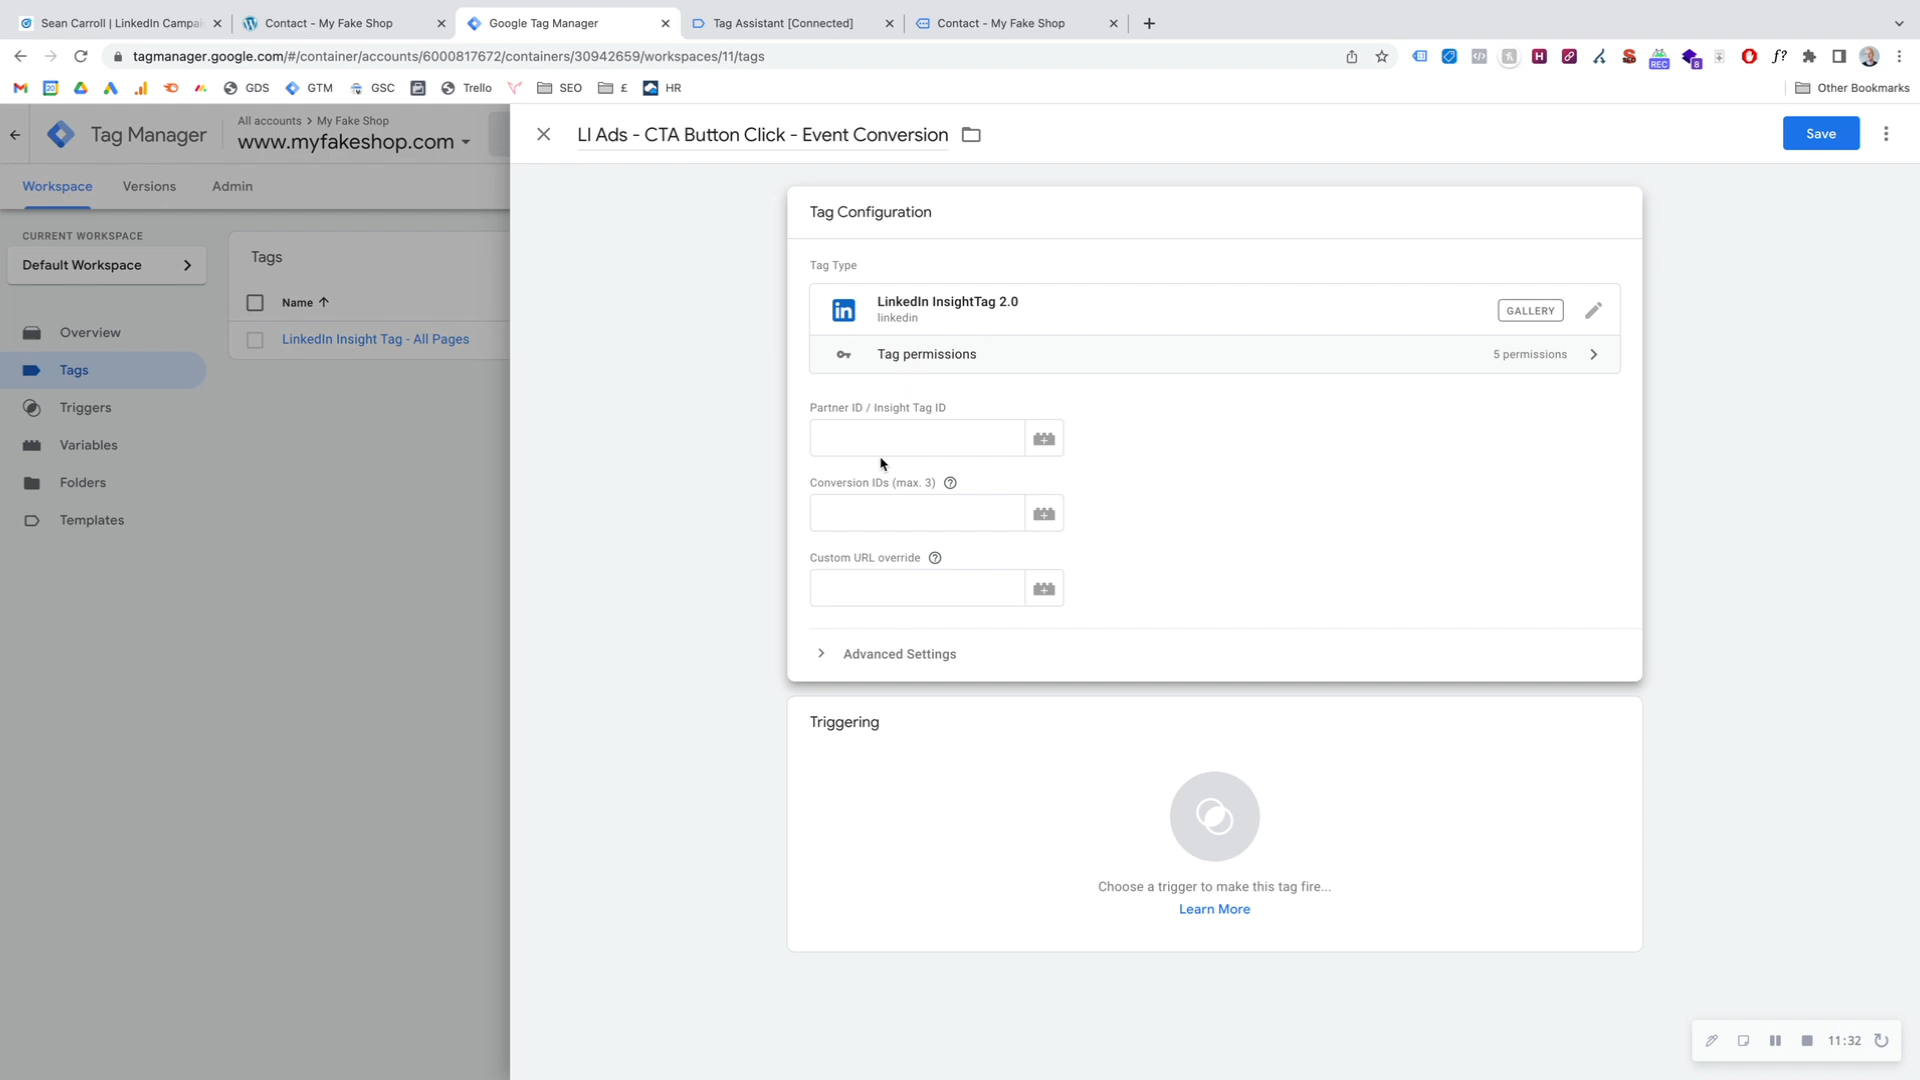 Sean Carroll | LinkedIn Campai
Contact - My Fake Shop
Google Tag Manager
Tag Assistant [Connected]
Contact - My Fake Shop
tagmanager.google.com/#/container/accounts/6000817672/containers/30942659/workspaces/11/tags
REC
8
f?
20
GDS
GTM
GSC
Trello
SEO
£
HR
Other Bookmarks
Tag Manager
All accounts > My Fake Shop
www.myfakeshop.com
LI Ads - CTA Button Click - Event Conversion
Save
Workspace
Versions
Admin
CURRENT WORKSPACE
Default Workspace
Overview
Tags
Triggers
Variables
Folders
Templates
Tags
Name
LinkedIn Insight Tag - All Pages
Tag Configuration
Tag Type
in
LinkedIn InsightTag 2.0
linkedin
GALLERY
Tag permissions
5 permissions
Partner ID / Insight Tag ID
Conversion IDs (max. 3)
Custom URL override
Advanced Settings
Triggering
Choose a trigger to make this tag fire...
Learn More
11:32